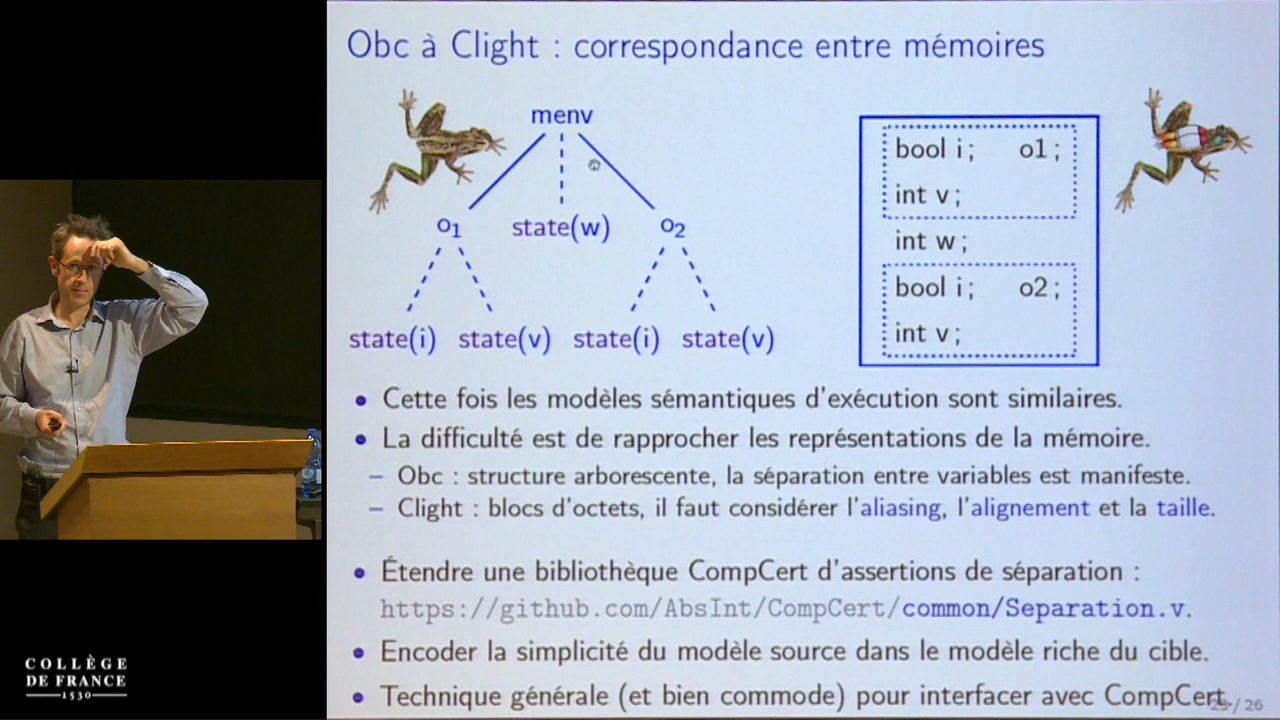 Obc à Clight : correspondance entre mémoires
menv
o1 state(w) o2
state(i) state(v) state(i) state(v)
bool i; o1;
int v;
int w;
bool i; o2;
int v;
• Cette fois les modèles sémantiques d'exécution sont similaires.
• La difficulté est de rapprocher les représentations de la mémoire.
– Obc : structure arborescente, la séparation entre variables est manifeste.
– Clight : blocs d'octets, il faut considérer l'aliasing, l'alignement et la taille.
• Étendre une bibliothèque CompCert d'assertions de séparation :
https://github.com/AbsInt/CompCert/common/Separation.v.
• Encoder la simplicité du modèle source dans le modèle riche du cible.
• Technique générale (et bien commode) pour interfacer avec CompCert.
/ 26
COLLÈGE
DE FRANCE
1530